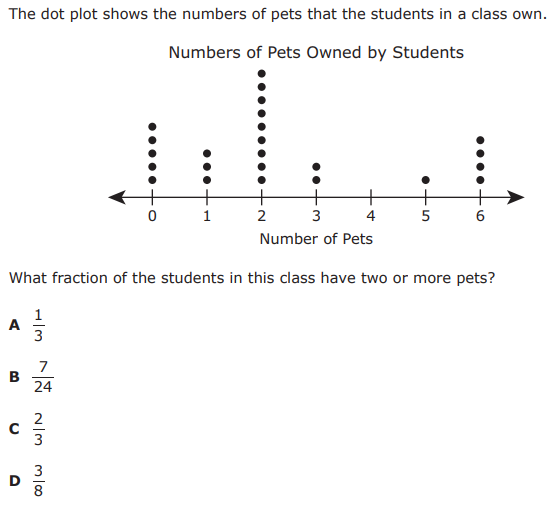 The dot plot shows the numbers of pets that the students in a class own.
Numbers of Pets Owned by Students
0 1 2 3 4 5 6
Number of Pets
What fraction of the students in this class have two or more pets?
A 1/3
B 7/24
C 2/3
D 3/8